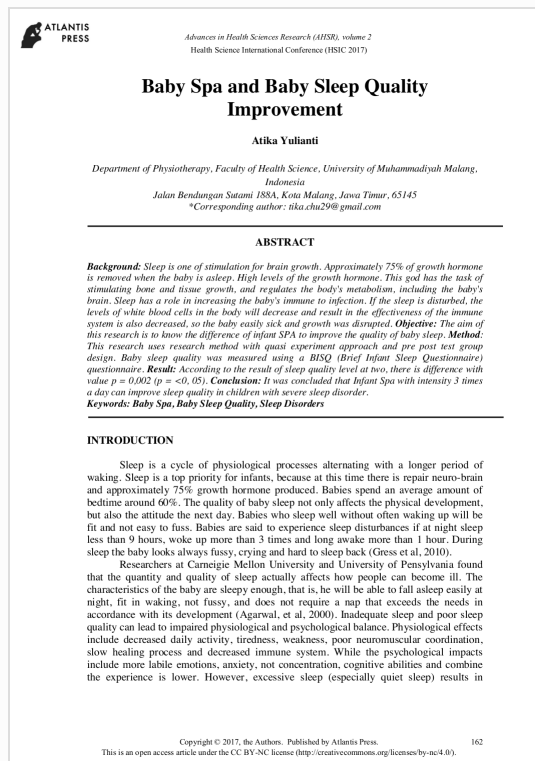 ATLANTIS
PRESS
Advances in Health Sciences Research (AHSR), volume 2
Health Science International Conference (HSIC 2017)
Baby Spa and Baby Sleep Quality
Improvement
Atika Yulianti
Department of Physiotherapy, Faculty of Health Science, University of Muhammadiyah Malang,
Indonesia
Jalan Bendungan Sutami 188A, Kota Malang, Jawa Timur, 65145
*Corresponding author: tika.chu29@gmail.com
ABSTRACT
Background: Sleep is one of stimulation for brain growth. Approximately 75% of growth hormone
is removed when the baby is asleep. High levels of the growth hormone. This god has the task of
stimulating bone and tissue growth, and regulates the body's metabolism, including the baby's
brain. Sleep has a role in increasing the baby's immune to infection. If the sleep is disturbed, the
levels of white blood cells in the body will decrease and result in the effectiveness of the immune
system is also decreased, so the baby easily sick and growth was disrupted. Objective: The aim of
this research is to know the difference of infant SPA to improve the quality of baby sleep. Method:
This research uses research method with quasi experiment approach and pre post test group
design. Baby sleep quality was measured using a BISQ (Brief Infant Sleep Questionnaire)
questionnaire. Result: According to the result of sleep quality level at two, there is difference with
value p = 0,002 (p = <0, 05). Conclusion: It was concluded that Infant Spa with intensity 3 times
a day can improve sleep quality in children with severe sleep disorder.
Keywords: Baby Spa, Baby Sleep Quality, Sleep Disorders
INTRODUCTION
Sleep is a cycle of physiological processes alternating with a longer period of
waking. Sleep is a top priority for infants, because at this time there is repair neuro-brain
and approximately 75% growth hormone produced. Babies spend an average amount of
bedtime around 60%. The quality of baby sleep not only affects the physical development,
but also the attitude the next day. Babies who sleep well without often waking up will be
fit and not easy to fuss. Babies are said to experience sleep disturbances if at night sleep
less than 9 hours, woke up more than 3 times and long awake more than 1 hour. During
sleep the baby looks always fussy, crying and hard to sleep back (Gress et al, 2010).
Researchers at Carneigie Mellon University and University of Pensylvania found
that the quantity and quality of sleep actually affects how people can become ill. The
characteristics of the baby are sleepy enough, that is, he will be able to fall asleep easily at
night, fit in waking, not fussy, and does not require a nap that exceeds the needs in
accordance with its development (Agarwal, et al, 2000). Inadequate sleep and poor sleep
quality can lead to impaired physiological and psychological balance. Physiological effects
include decreased daily activity, tiredness, weakness, poor neuromuscular coordination,
slow healing process and decreased immune system. While the psychological impacts
include more labile emotions, anxiety, not concentration, cognitive abilities and combine
the experience is lower. However, excessive sleep (especially quiet sleep) results in
Copyright © 2017, the Authors. Published by Atlantis Press.
This is an open access article under the CC BY-NC license (http://creativecommons.org/licenses/by-nc/4.0/).
162